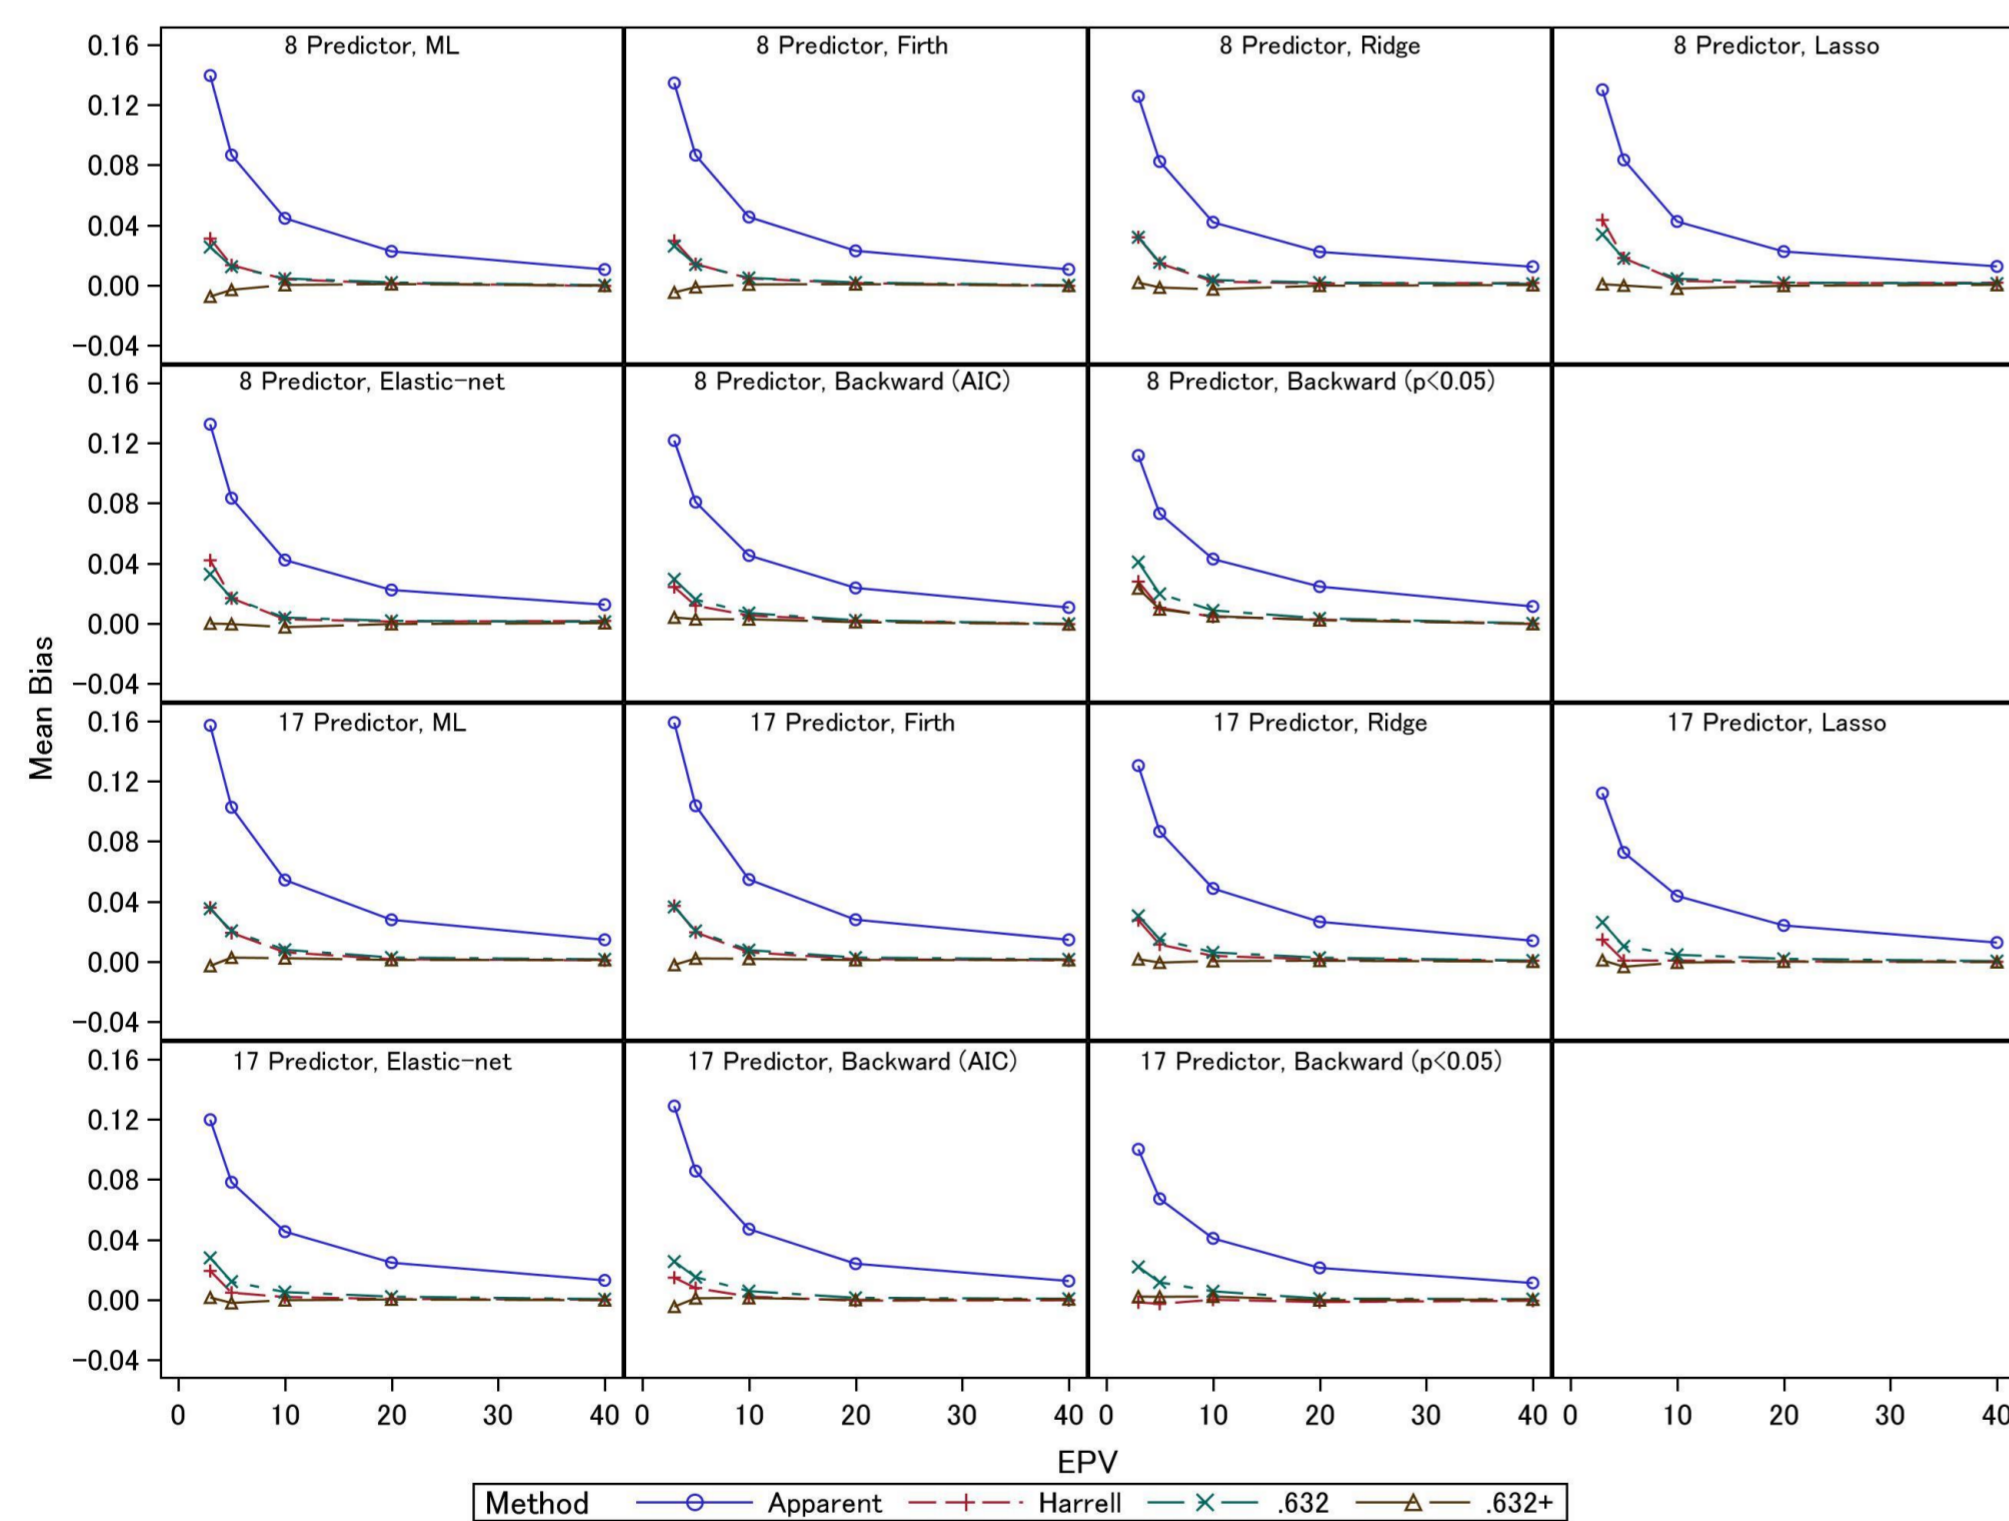 8 Predictor, ML
8 Predictor, Firth
8 Predictor, Ridge
8 Predictor, Lasso
0.16
0.12
0.08
0.04
0.00
−0.04
8 Predictor, Elastic−net
8 Predictor, Backward (AIC)
8 Predictor, Backward (p<0.05)
0.16
0.12
0.08
0.04
0.00
−0.04
Mean Bias
17 Predictor, ML
17 Predictor, Firth
17 Predictor, Ridge
17 Predictor, Lasso
0.16
0.12
0.08
0.04
0.00
−0.04
17 Predictor, Elastic−net
17 Predictor, Backward (AIC)
17 Predictor, Backward (p<0.05)
0.16
0.12
0.08
0.04
0.00
−0.04
0 10 20 30 40 0 10 20 30 40 0 10 20 30 40 0 10 20 30 40
EPV
Method Apparent Harrell .632 .632+